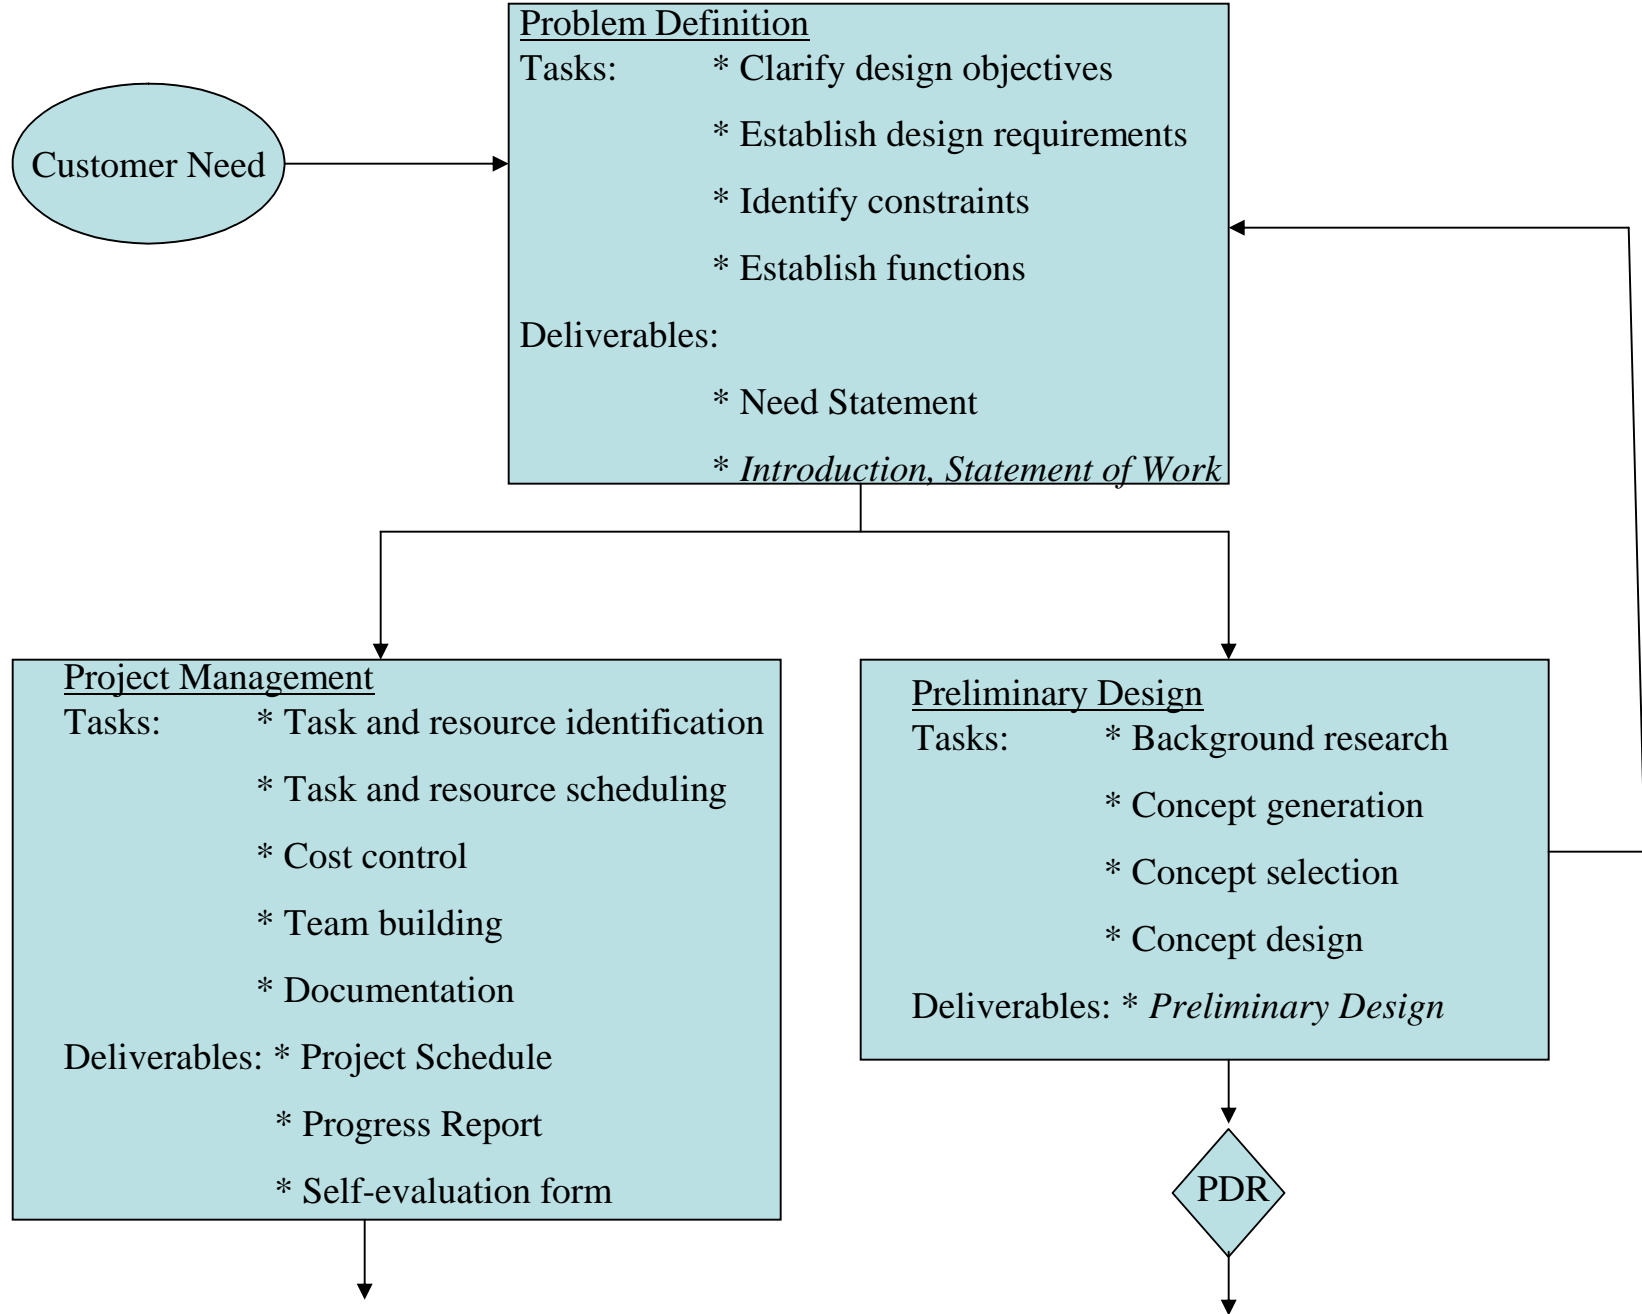 Customer Need
Problem Definition
Tasks: * Clarify design objectives
* Establish design requirements
* Identify constraints
* Establish functions
Deliverables:
* Need Statement
* Introduction, Statement of Work
Project Management
Tasks: * Task and resource identification
* Task and resource scheduling
* Cost control
* Team building
* Documentation
Deliverables: * Project Schedule
* Progress Report
* Self-evaluation form
Preliminary Design
Tasks: * Background research
* Concept generation
* Concept selection
* Concept design
Deliverables: * Preliminary Design
PDR